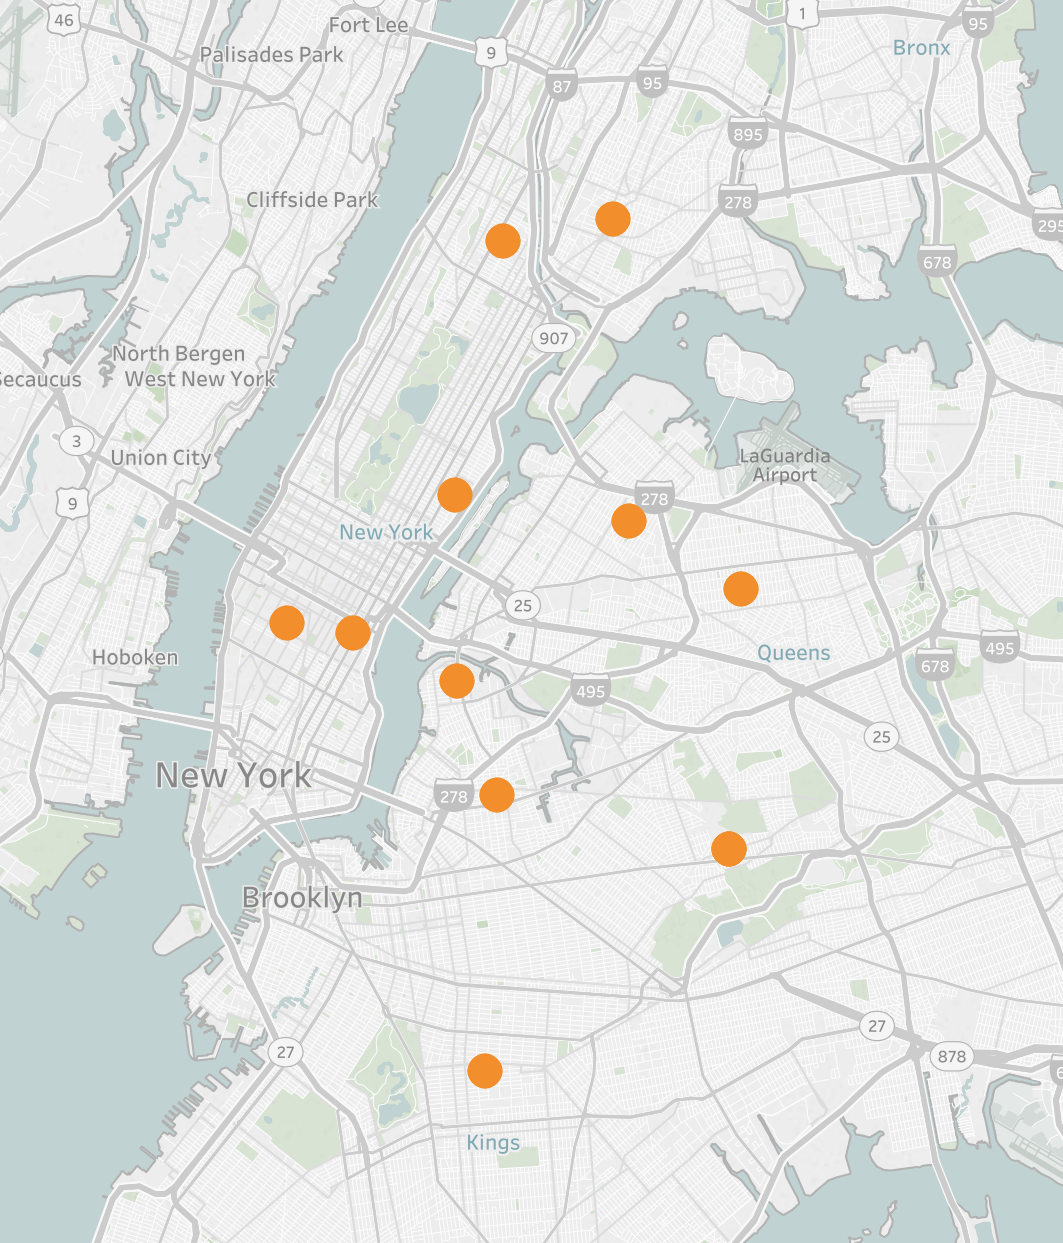 46
Fort Lee
1
95
9
Bronx
Palisades Park
87
95
895
Cliffside Park
278
295
678
907
North Bergen
Secaucus
West New York
3
Union City
LaGuardia
Airport
9
278
New York
25
Hoboken
Queens
495
678
495
25
New York
278
Brooklyn
27
27
878
Kings